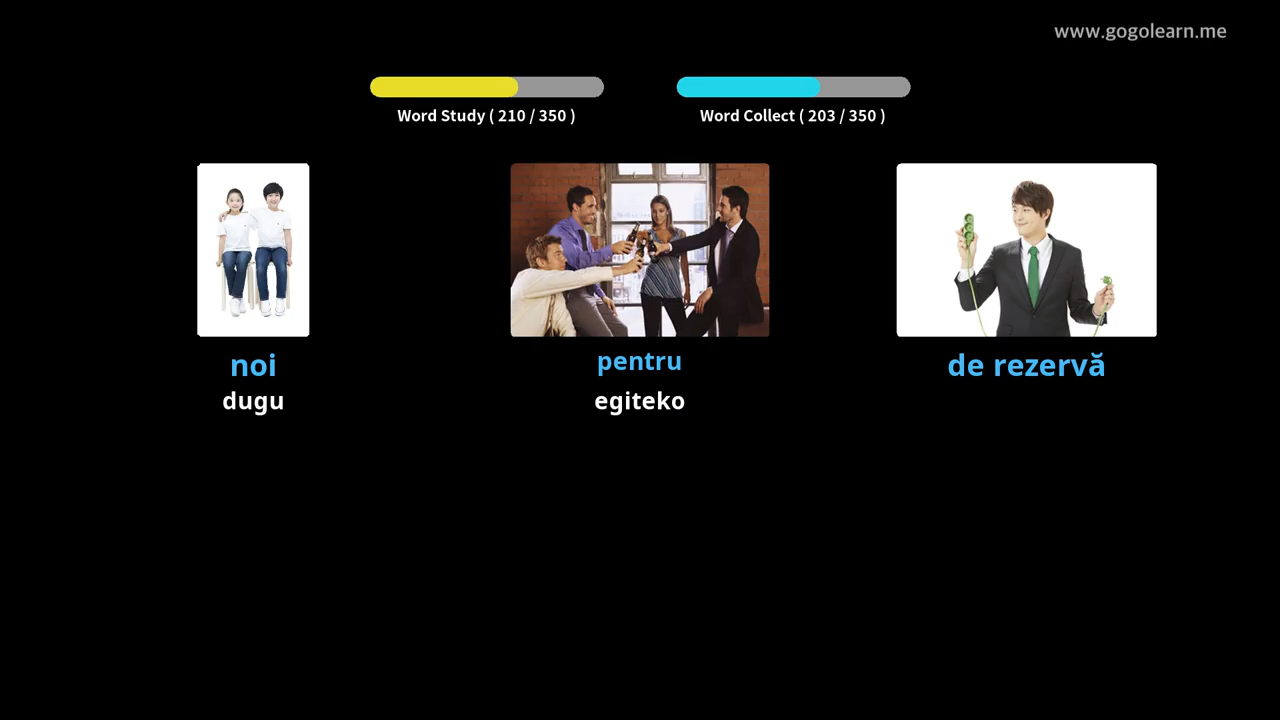 www.gogolearn.me
Word Study ( 210 / 350 )
Word Collect ( 203 / 350 )
noi
dugu
pentru
egiteko
de rezervă